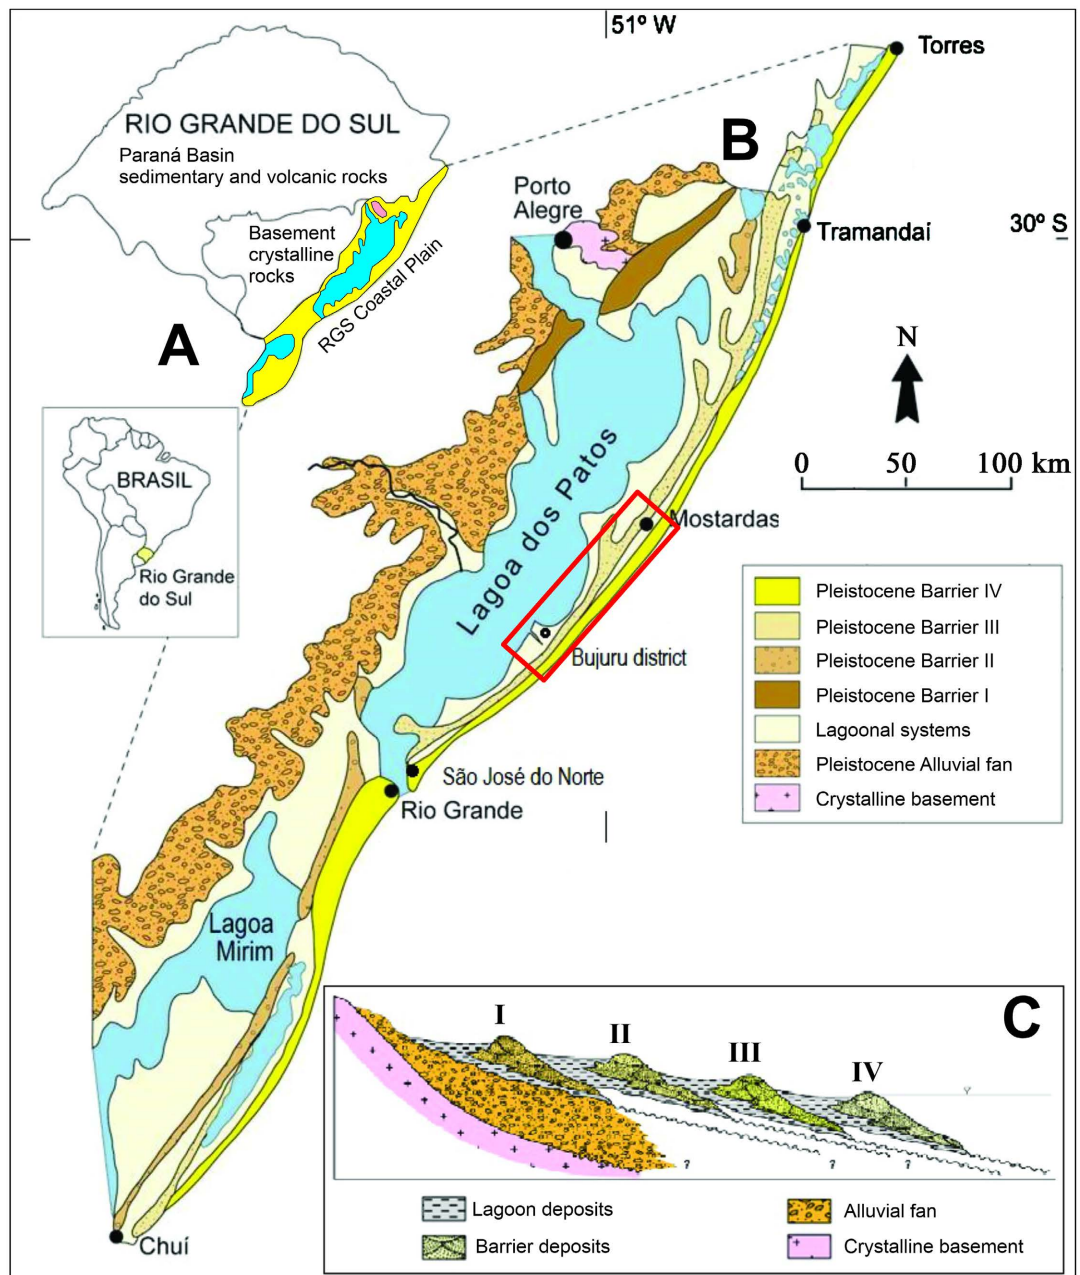 51º W
Torres
RIO GRANDE DO SUL
Paraná Basin
sedimentary and volcanic rocks
B
Porto
Alegre
Basement
crystalline
rocks
RGS Coastal Plain
A
Tramandaí
30º S
N
0 50 100 km
BRASIL
Rio Grande
do Sul
Lagoa dos Patos
Mostardas
Bujuru district
Pleistocene Barrier IV
Pleistocene Barrier III
Pleistocene Barrier II
Pleistocene Barrier I
Lagoonal systems
Pleistocene Alluvial fan
Crystalline basement
São José do Norte
Rio Grande
Lagoa
Mirim
Chuí
C
I
II
III
IV
? ? ?
Lagoon deposits
Barrier deposits
Alluvial fan
Crystalline basement